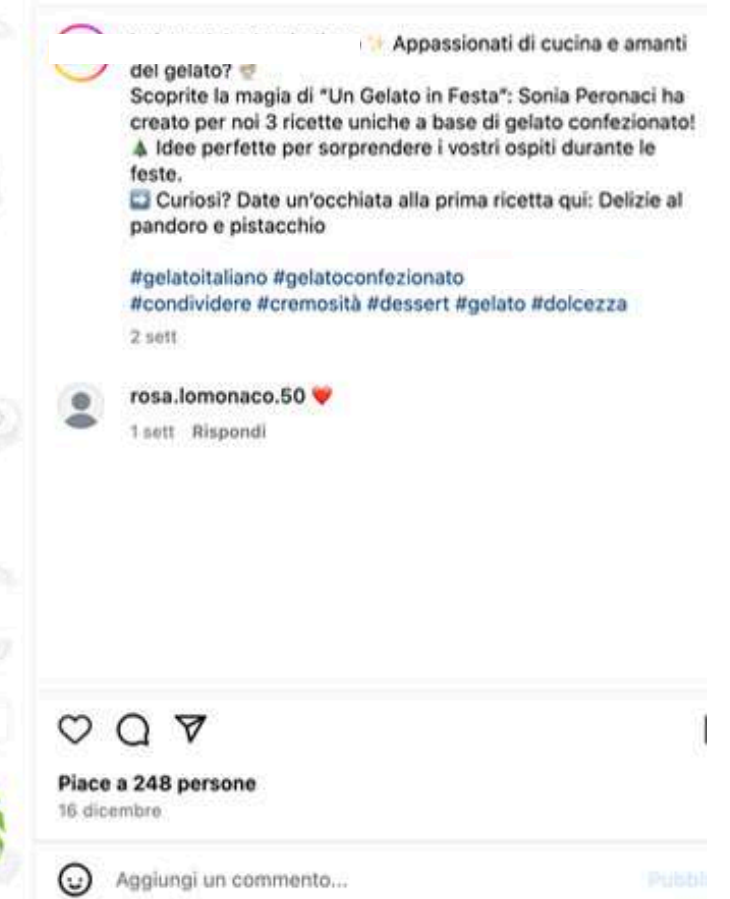 ✨ Appassionati di cucina e amanti
del gelato? 🍨
Scoprite la magia di "Un Gelato in Festa": Sonia Peronaci ha
creato per noi 3 ricette uniche a base di gelato confezionato!
🎄 Idee perfette per sorprendere i vostri ospiti durante le
feste.
➡️ Curiosi? Date un'occhiata alla prima ricetta qui: Delizie al
pandoro e pistacchio
#gelatoitaliano #gelatoconfezionato
#condividere #cremosità #dessert #gelato #dolcezza
2 sett
rosa.lomonaco.50 ❤️
1 sett Rispondi
Piace a 248 persone
16 dicembre
Aggiungi un commento...